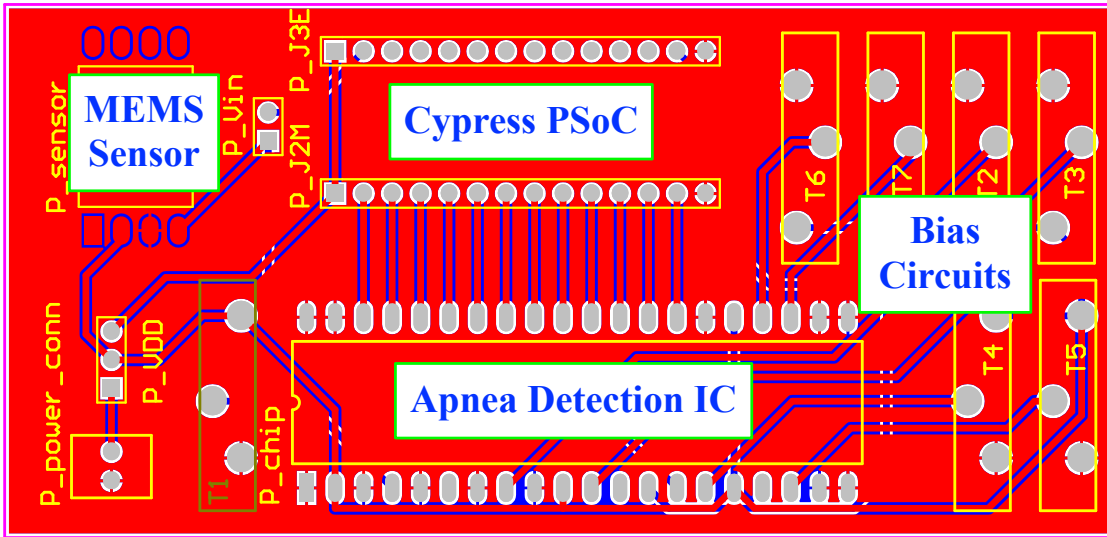 P_sensor
MEMS
Sensor
P_Vin
P_J3E
P_J2M
Cypress PSoC
T6
T7
T2
T3
Bias
Circuits
P_power_conn
P_VDD
T1
P_chip
Apnea Detection IC
T4
T5